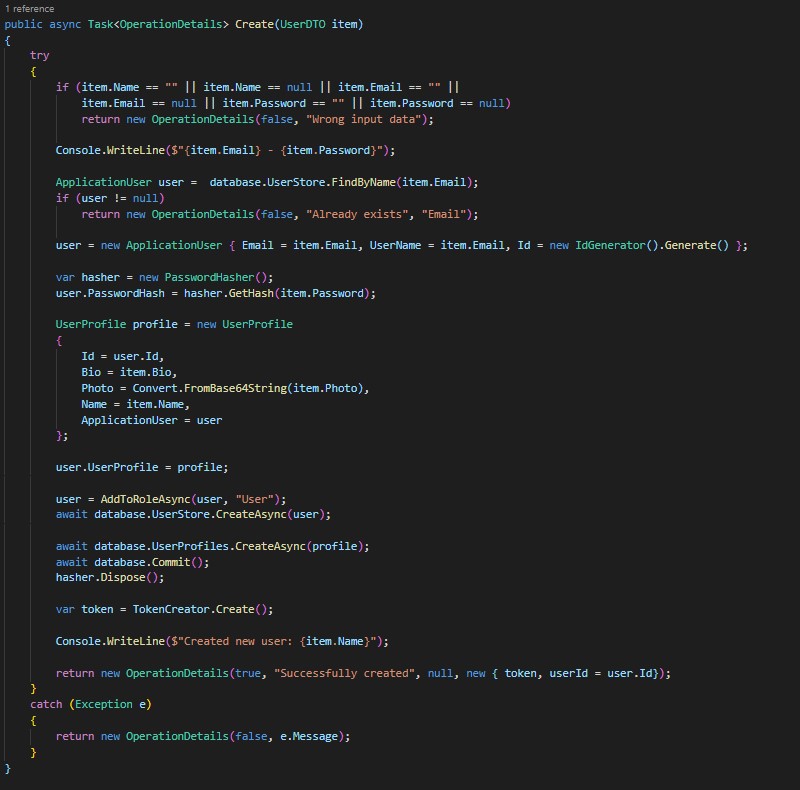 1 reference
public async Task<OperationDetails> Create(UserDTO item)
{
    try
    {
        if (item.Name == "" || item.Name == null || item.Email == "" ||
            item.Email == null || item.Password == "" || item.Password == null)
            return new OperationDetails(false, "Wrong input data");

        Console.WriteLine($"{item.Email} - {item.Password}");

        ApplicationUser user =  database.UserStore.FindByName(item.Email);
        if (user != null)
            return new OperationDetails(false, "Already exists", "Email");

        user = new ApplicationUser { Email = item.Email, UserName = item.Email, Id = new IdGenerator().Generate() };

        var hasher = new PasswordHasher();
        user.PasswordHash = hasher.GetHash(item.Password);

        UserProfile profile = new UserProfile
        {
            Id = user.Id,
            Bio = item.Bio,
            Photo = Convert.FromBase64String(item.Photo),
            Name = item.Name,
            ApplicationUser = user
        };

        user.UserProfile = profile;

        user = AddToRoleAsync(user, "User");
        await database.UserStore.CreateAsync(user);

        await database.UserProfiles.CreateAsync(profile);
        await database.Commit();
        hasher.Dispose();

        var token = TokenCreator.Create();

        Console.WriteLine($"Created new user: {item.Name}");

        return new OperationDetails(true, "Successfully created", null, new { token, userId = user.Id});
    }
    catch (Exception e)
    {
        return new OperationDetails(false, e.Message);
    }
}